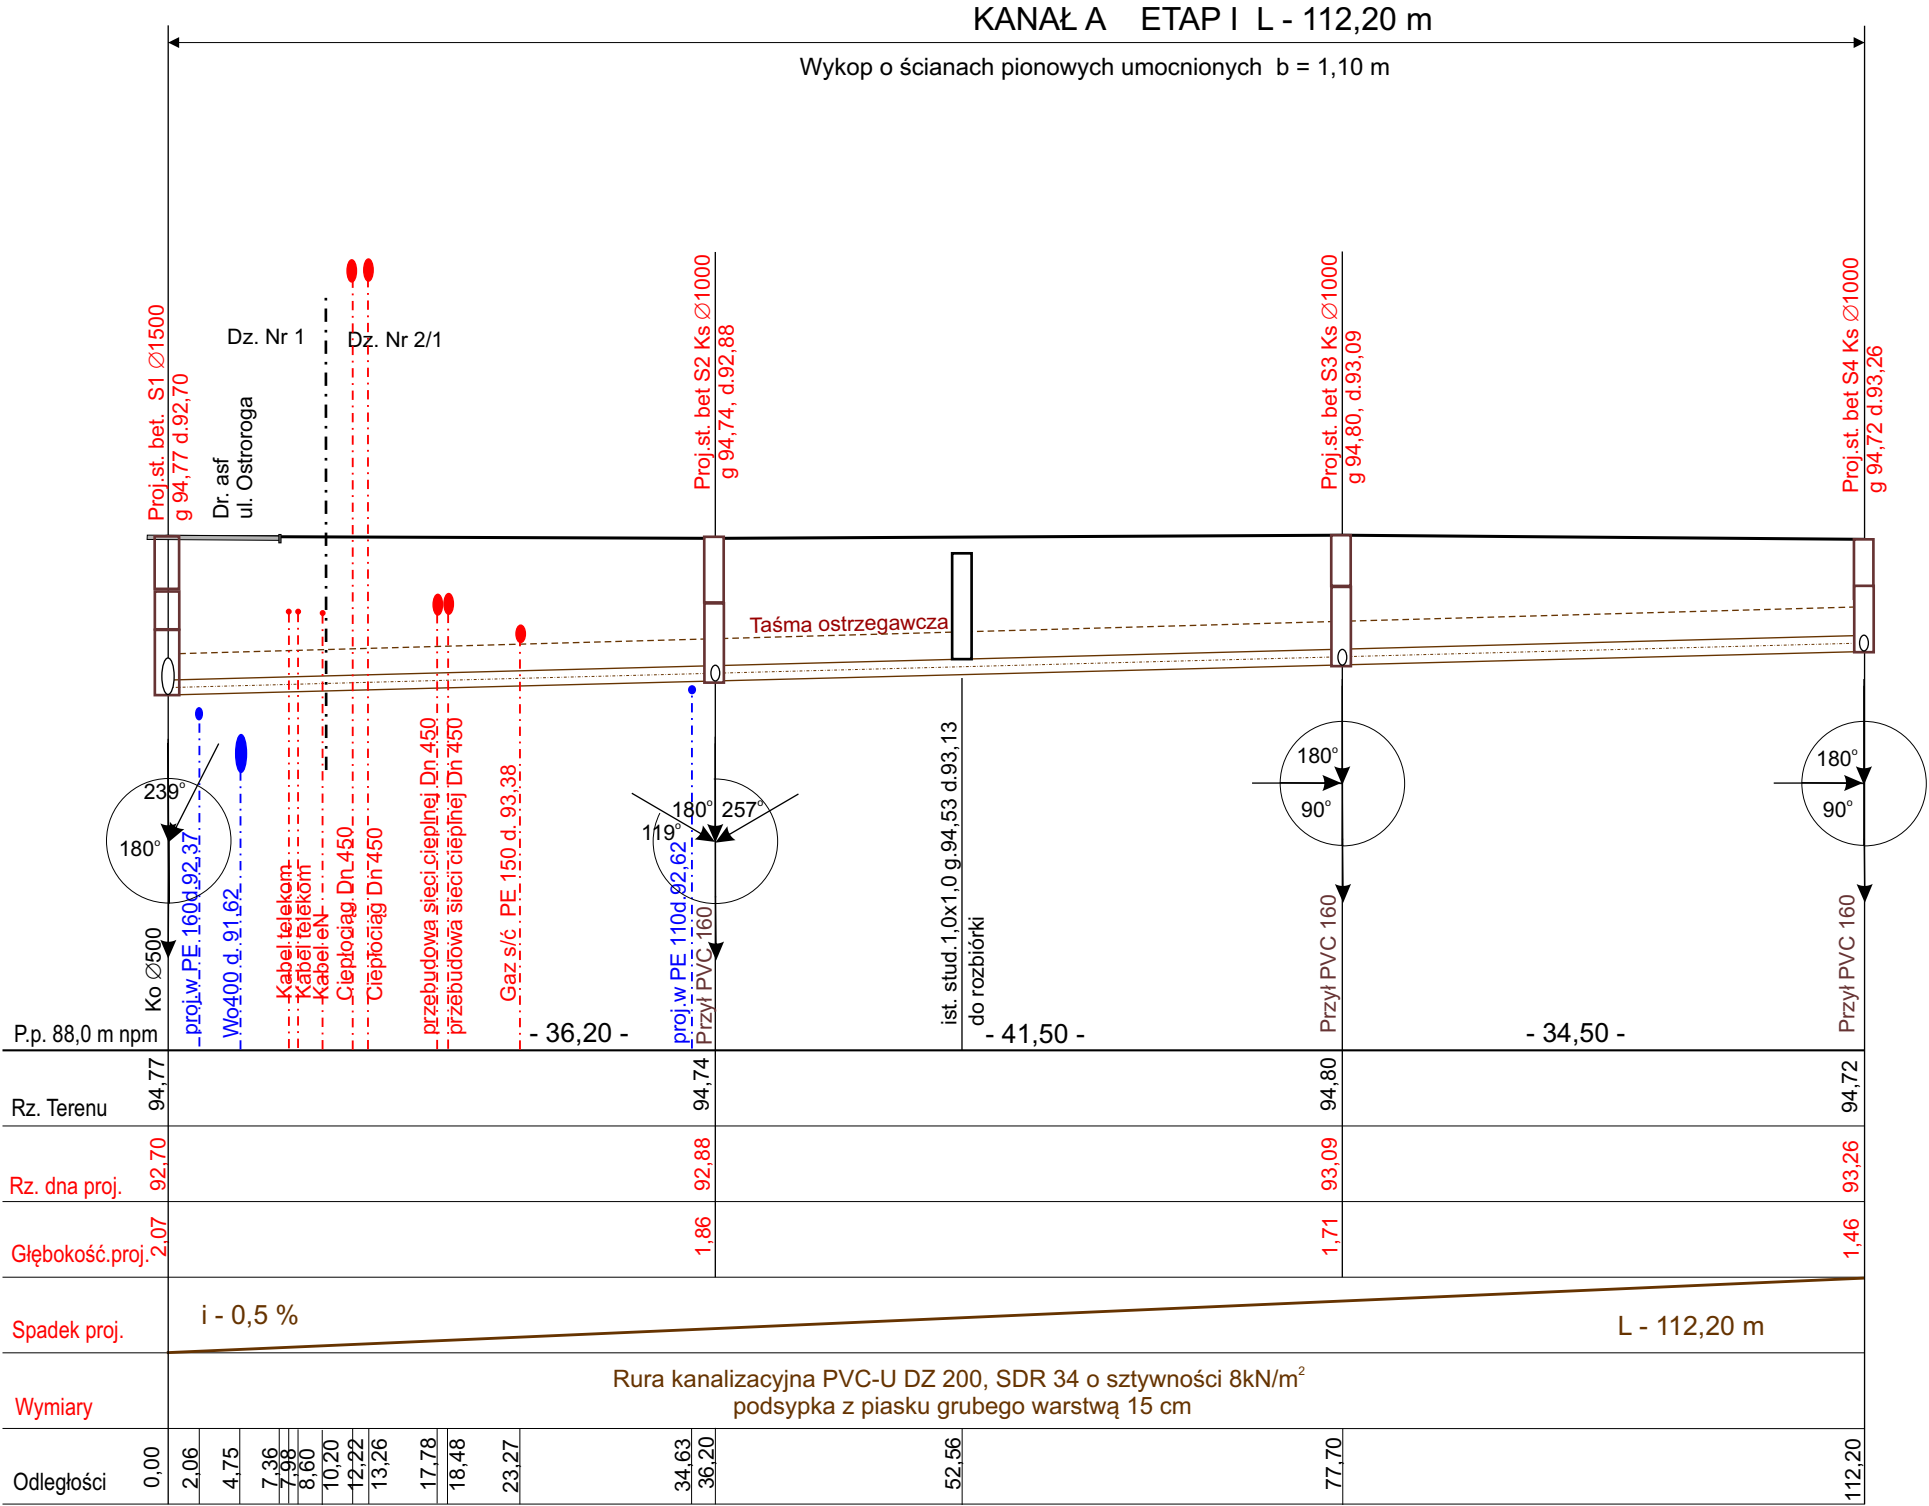 KANAŁ A ETAP I L - 112,20 m
Wykop o ścianach pionowych umocnionych b = 1,10 m
Proj.st. bet. S1 Ø1500
g 94,77 d.92,70
Dr. asf
ul. Ostroroga
Dz. Nr 1
Dz. Nr 2/1
Proj.st. bet S2 Ks Ø1000
g 94,74, d.92,88
Proj.st. bet S3 Ks Ø1000
g 94,80, d.93,09
Proj.st. bet S4 Ks Ø1000
g 94,72 d.93,26
Taśma ostrzegawcza
239°
180°
180°
257°
119°
180°
90°
180°
90°
Ko Ø500
proj.w PE 160d.92,37
Wo400 d. 91,62
Kabel telekom
Kabel telekom
Kabel eN
Ciepłociąg Dn 450
Ciepłociąg Dn 450
przebudowa sieci cieplnej Dn 450
przebudowa sieci cieplnej Dn 450
Gaz s/ć PE 150 d. 93,38
proj.w PE 110d.92,62
Przył PVC 160
ist. stud.1,0x1,0 g.94,53 d.93,13
do rozbiórki
Przył PVC 160
Przył PVC 160
P.p. 88,0 m npm
- 36,20 -
- 41,50 -
- 34,50 -
Rz. Terenu 94,77 94,74 94,80 94,72
Rz. dna proj. 92,70 92,88 93,09 93,26
Głębokość.proj. 2,07 1,86 1,71 1,46
Spadek proj.
i - 0,5 %
L - 112,20 m
Wymiary
Rura kanalizacyjna PVC-U DZ 200, SDR 34 o sztywności 8kN/m²
podsypka z piasku grubego warstwą 15 cm
Odległości 0,00 2,06 4,75 7,36 7,98 8,60 10,20 12,22 13,26 17,78 18,48 23,27 34,63 36,20 52,56 77,70 112,20